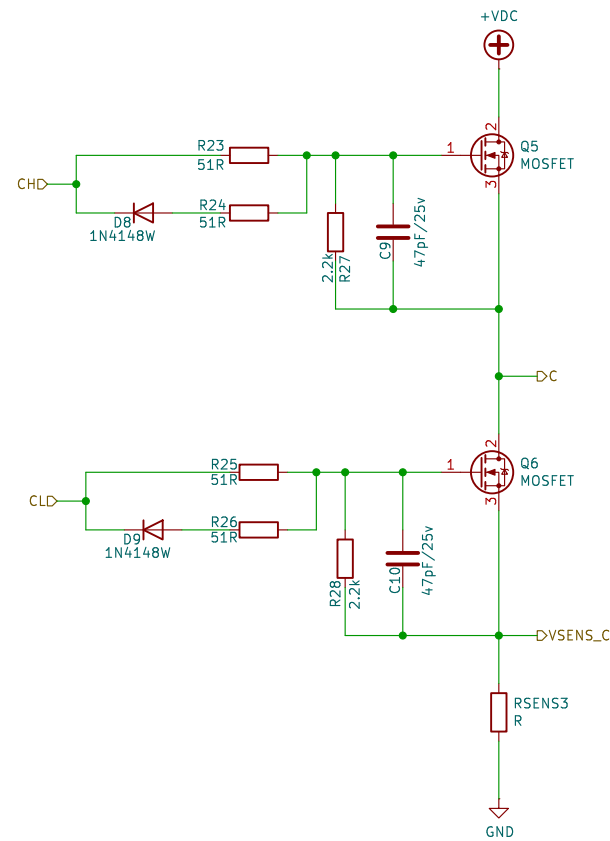 +VDC
2
R23
51R
1
Q5
MOSFET
CH
R24
51R
3
D8
1N4148W
2.2k
R27
C9
47pF/25v
C
2
R25
51R
1
Q6
MOSFET
CL
R26
51R
3
D9
1N4148W
R28
2.2k
C10
47pF/25v
VSENS_C
RSENS3
R
GND